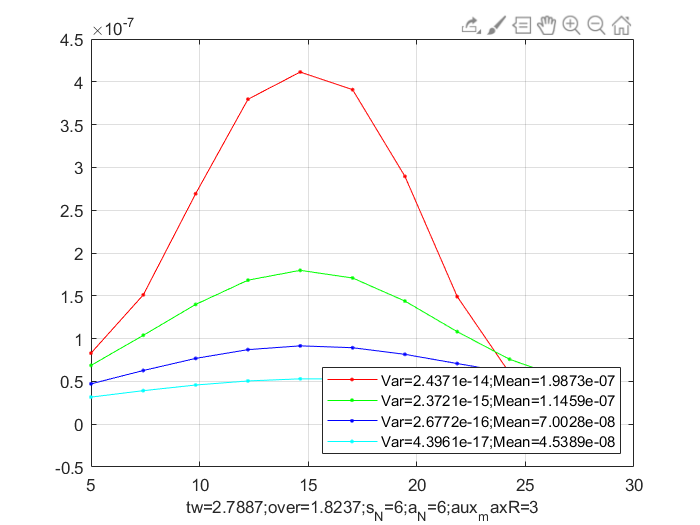 ×10-7
4.5
4
3.5
3
2.5
2
1.5
1
0.5
0
-0.5
Var=2.4371e-14;Mean=1.9873e-07
Var=2.3721e-15;Mean=1.1459e-07
Var=2.6772e-16;Mean=7.0028e-08
Var=4.3961e-17;Mean=4.5389e-08
5 10 15 20 25 30
tw=2.7887;over=1.8237;sN=6;aN=6;auxmaxR=3